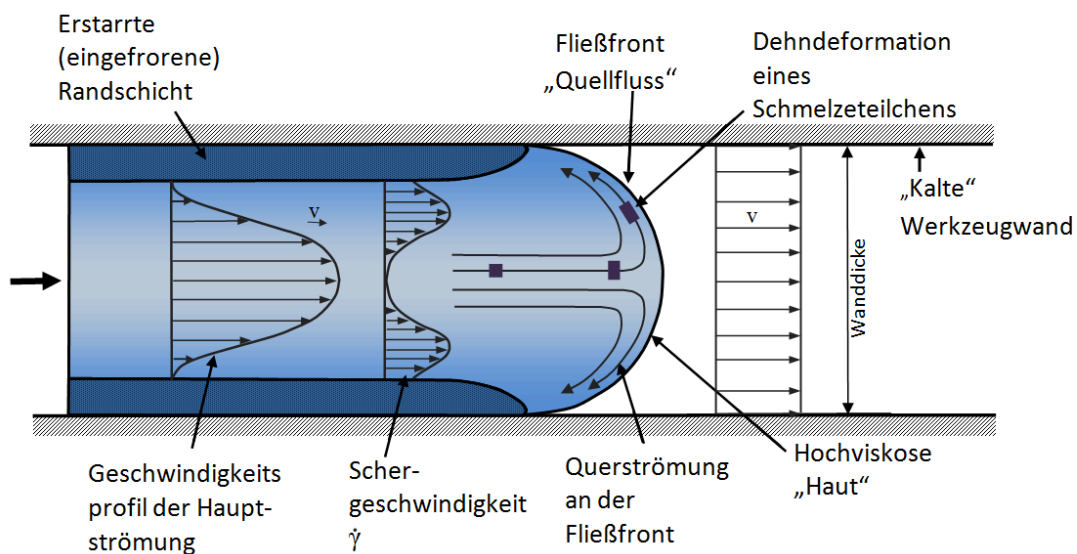 Erstarrte
(eingefrorene)
Randschicht
Fließfront
„Quellfluss“
Dehndeformation
eines
Schmelzeteilchens
„Kalte“
Werkzeugwand
v
v
Wanddicke
Geschwindigkeits
profil der Haupt-
strömung
Scher-
geschwindigkeit
γ̇
Querströmung
an der
Fließfront
Hochviskose
„Haut“